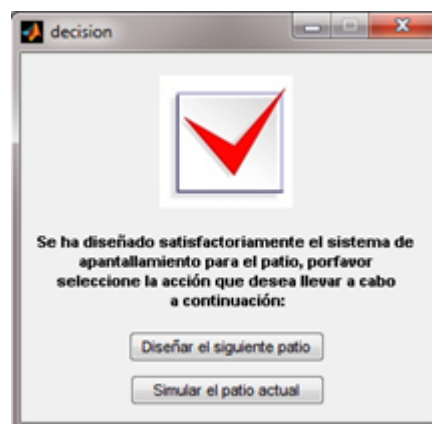 decision
Se ha diseñado satisfactoriamente el sistema de
apantallamiento para el patio, porfavor
seleccione la acción que desea llevar a cabo
a continuación:
Diseñar el siguiente patio
Simular el patio actual